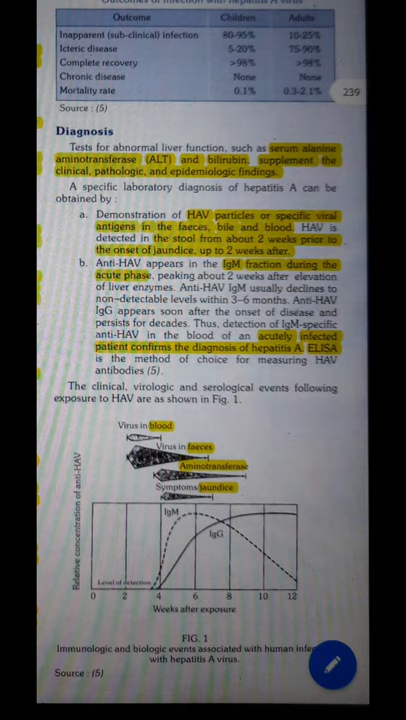 Outcomes of infection with hepatitis A virus
Outcome Children Adults
Inapparent (sub-clinical) infection 80-95% 10-25%
Icteric disease 5-20% 75-90%
Complete recovery >98% >98%
Chronic disease None None
Mortality rate 0.1% 0.3-2.1%
239
Source : (5)
Diagnosis
Tests for abnormal liver function, such as serum alanine
aminotransferase (ALT) and bilirubin, supplement the
clinical, pathologic, and epidemiologic findings.
A specific laboratory diagnosis of hepatitis A can be
obtained by :
a. Demonstration of HAV particles or specific viral
antigens in the faeces, bile and blood. HAV is
detected in the stool from about 2 weeks prior to
the onset of jaundice, up to 2 weeks after.
b. Anti-HAV appears in the IgM fraction during the
acute phase, peaking about 2 weeks after elevation
of liver enzymes. Anti-HAV IgM usually declines to
non-detectable levels within 3-6 months. Anti-HAV
IgG appears soon after the onset of disease and
persists for decades. Thus, detection of IgM-specific
anti-HAV in the blood of an acutely infected
patient confirms the diagnosis of hepatitis A. ELISA
is the method of choice for measuring HAV
antibodies (5).
The clinical, virologic and serological events following
exposure to HAV are as shown in Fig. 1.
Virus in blood
Virus in faeces
Aminotransferase
Symptoms/jaundice
Relative concentration of anti-HAV
IgM
IgG
Level of detection
0 2 4 6 8 10 12
Weeks after exposure
FIG. 1
Immunologic and biologic events associated with human infe
with hepatitis A virus.
Source : (5)